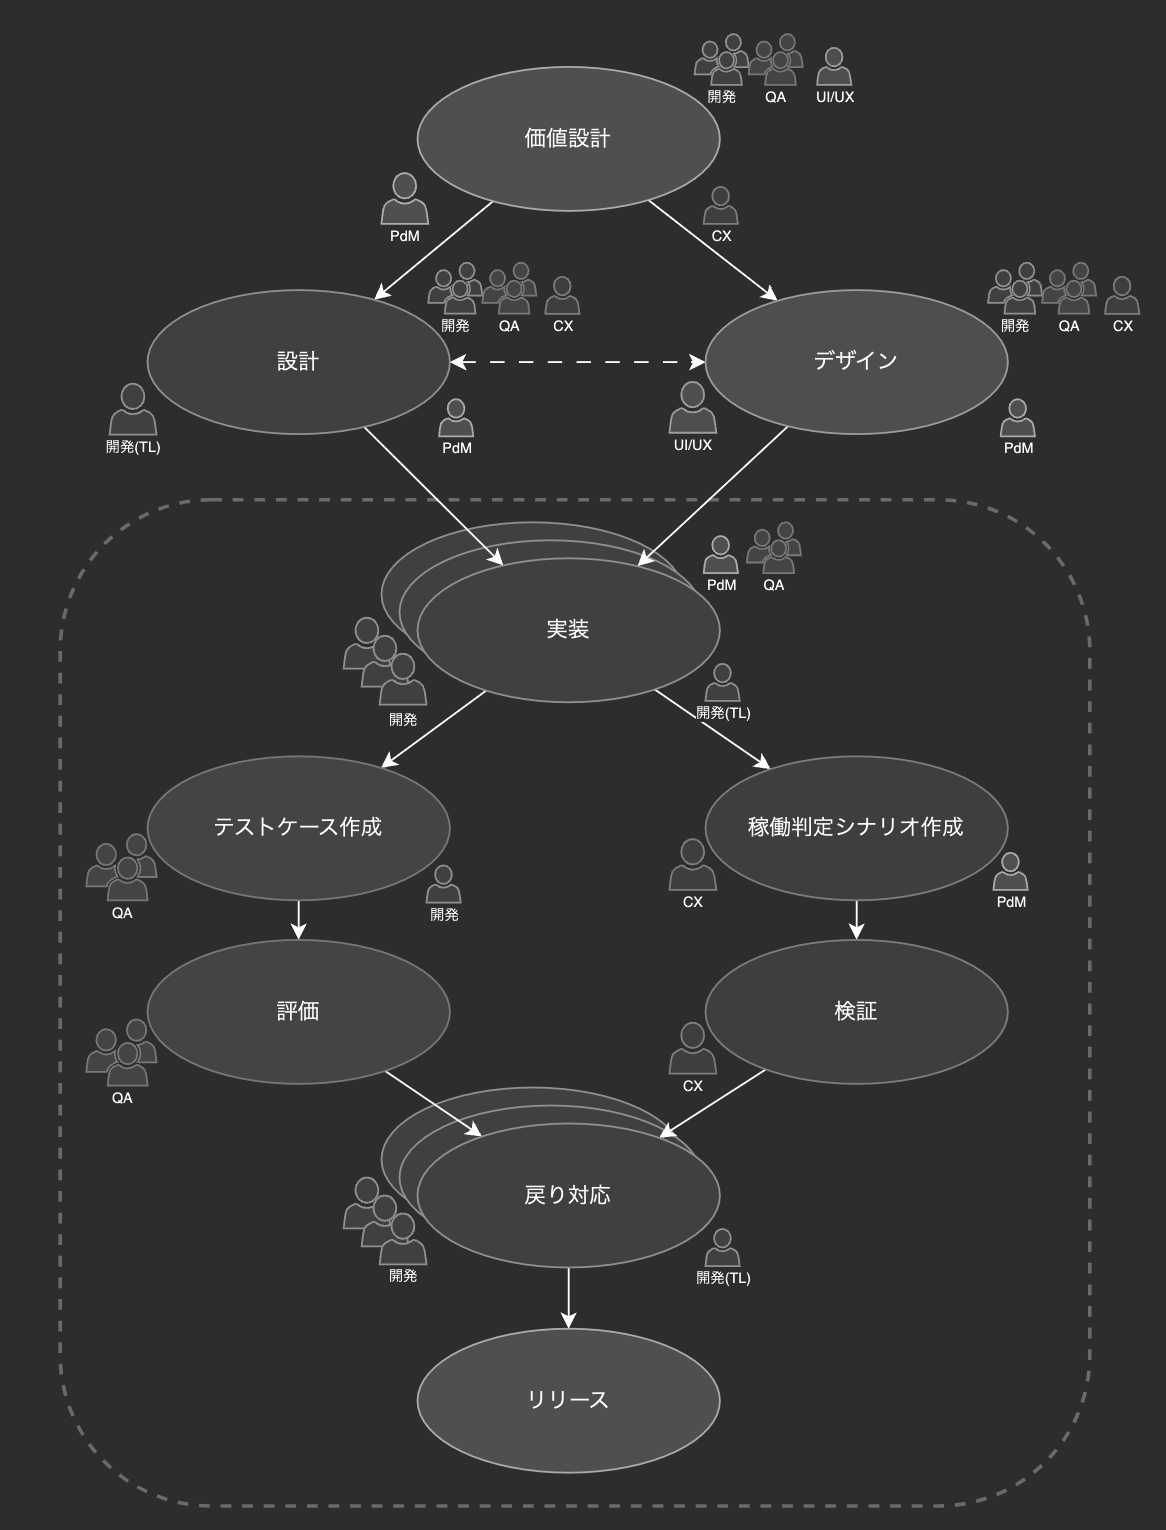 開発
QA
UI/UX
価値設計
PdM
CX
開発
QA
CX
開発
QA
CX
設計
デザイン
開発(TL)
PdM
UI/UX
PdM
PdM
QA
実装
開発
開発(TL)
テストケース作成
稼働判定シナリオ作成
QA
開発
CX
PdM
評価
検証
QA
CX
戻り対応
開発
開発(TL)
リリース